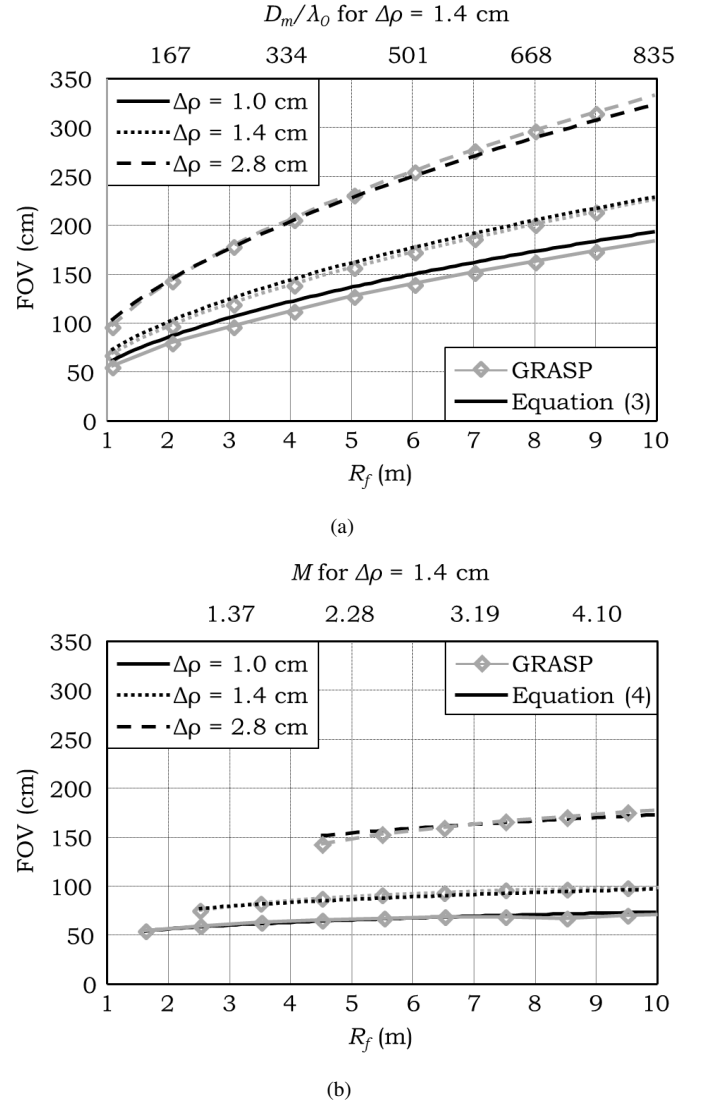 D_m/λ_0 for Δρ = 1.4 cm
167 334 501 668 835
350
300
250
200
150
100
50
0
FOV (cm)
Δρ = 1.0 cm
Δρ = 1.4 cm
Δρ = 2.8 cm
GRASP
Equation (3)
1 2 3 4 5 6 7 8 9 10
R_f (m)
(a)
M for Δρ = 1.4 cm
1.37 2.28 3.19 4.10
350
300
250
200
150
100
50
0
FOV (cm)
Δρ = 1.0 cm
Δρ = 1.4 cm
Δρ = 2.8 cm
GRASP
Equation (4)
1 2 3 4 5 6 7 8 9 10
R_f (m)
(b)